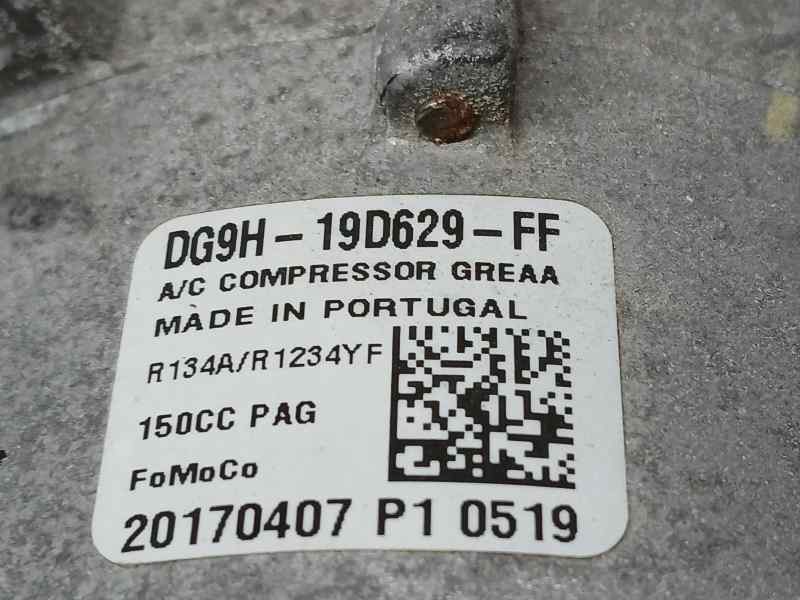 DG9H-19D629-FF
A/C COMPRESSOR GREAA
MADE IN PORTUGAL
R134A/R1234YF
150CC PAG
FoMoCo
20170407 P1 0519